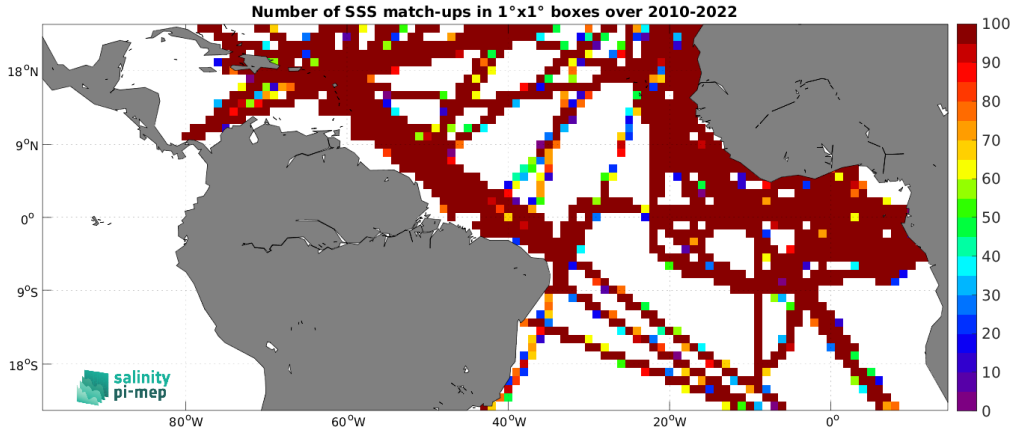 Number of SSS match-ups in 1°x1° boxes over 2010-2022
18°N
9°N
0°
9°S
18°S
80°W
60°W
40°W
20°W
0°
100
90
80
70
60
50
40
30
20
10
0
salinity
pi-mep